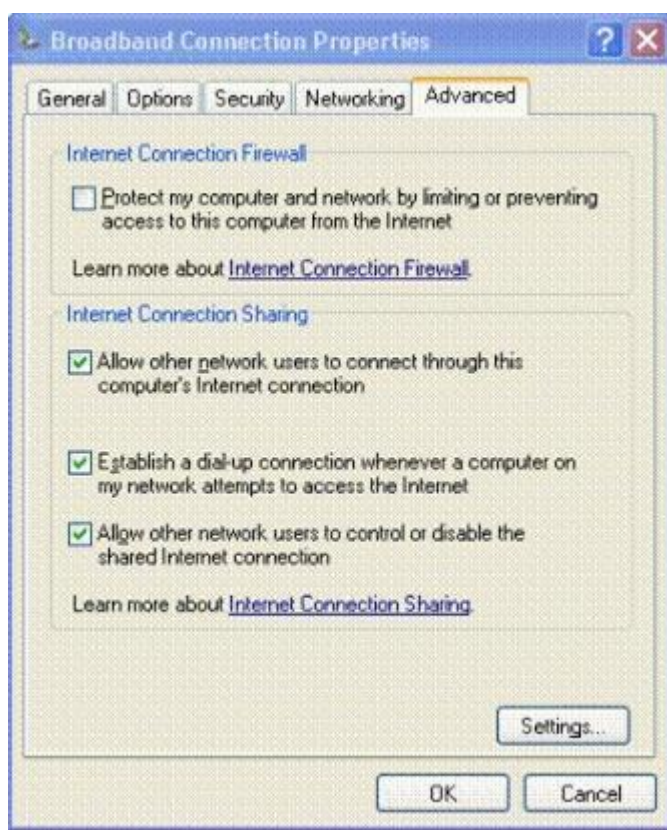 Broadband Connection Properties
General Options Security Networking Advanced
Internet Connection Firewall
Protect my computer and network by limiting or preventing
access to this computer from the Internet
Learn more about Internet Connection Firewall.
Internet Connection Sharing
Allow other network users to connect through this
computer's Internet connection
Establish a dial-up connection whenever a computer on
my network attempts to access the Internet
Allow other network users to control or disable the
shared Internet connection
Learn more about Internet Connection Sharing.
Settings...
OK Cancel